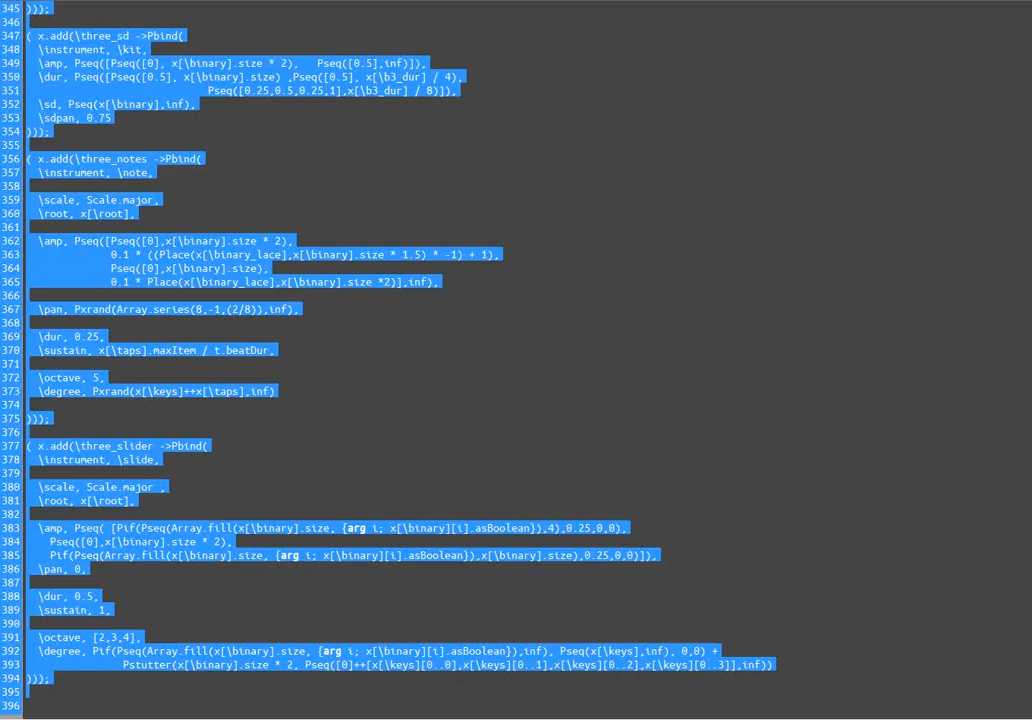 345 )));
346
347 ( x.add(\three_sd ->Pbind(
348 \instrument, \kit,
349 \amp, Pseq([Pseq([0], x[\binary].size * 2),   Pseq([0.5],inf)]),
350 \dur, Pseq([Pseq([0.5], x[\binary].size) ,Pseq([0.5], x[\b3_dur] / 4),
351 Pseq([0.25,0.5,0.25,1],x[\b3_dur] / 8)]),
352 \sd, Pseq(x[\binary],inf),
353 \sdpan, 0.75
354 )));
355
356 ( x.add(\three_notes ->Pbind(
357 \instrument, \note,
358
359 \scale, Scale.major,
360 \root, x[\root],
361
362 \amp, Pseq([Pseq([0],x[\binary].size * 2),
363 0.1 * ((Place(x[\binary_lace],x[\binary].size * 1.5) * -1) + 1),
364 Pseq([0],x[\binary].size),
365 0.1 * Place(x[\binary_lace],x[\binary].size *2)],inf),
366
367 \pan, Pxrand(Array.series(8,-1,(2/8)),inf),
368
369 \dur, 0.25,
370 \sustain, x[\taps].maxItem / t.beatDur,
371
372 \octave, 5,
373 \degree, Pxrand(x[\keys]++x[\taps],inf)
374
375 )));
376
377 ( x.add(\three_slider ->Pbind(
378 \instrument, \slide,
379
380 \scale, Scale.major ,
381 \root, x[\root],
382
383 \amp, Pseq( [Pif(Pseq(Array.fill(x[\binary].size, {arg i; x[\binary][i].asBoolean}),4),0.25,0,0),
384 Pseq([0],x[\binary].size * 2),
385 Pif(Pseq(Array.fill(x[\binary].size, {arg i; x[\binary][i].asBoolean}),x[\binary].size),0.25,0,0)]),
386 \pan, 0,
387
388 \dur, 0.5,
389 \sustain, 1,
390
391 \octave, [2,3,4],
392 \degree, Pif(Pseq(Array.fill(x[\binary].size, {arg i; x[\binary][i].asBoolean}),inf), Pseq(x[\keys],inf), 0,0) +
393 Pstutter(x[\binary].size * 2, Pseq([0]++[x[\keys][0..0],x[\keys][0..1],x[\keys][0..2],x[\keys][0..3]],inf))
394 )));
395
396